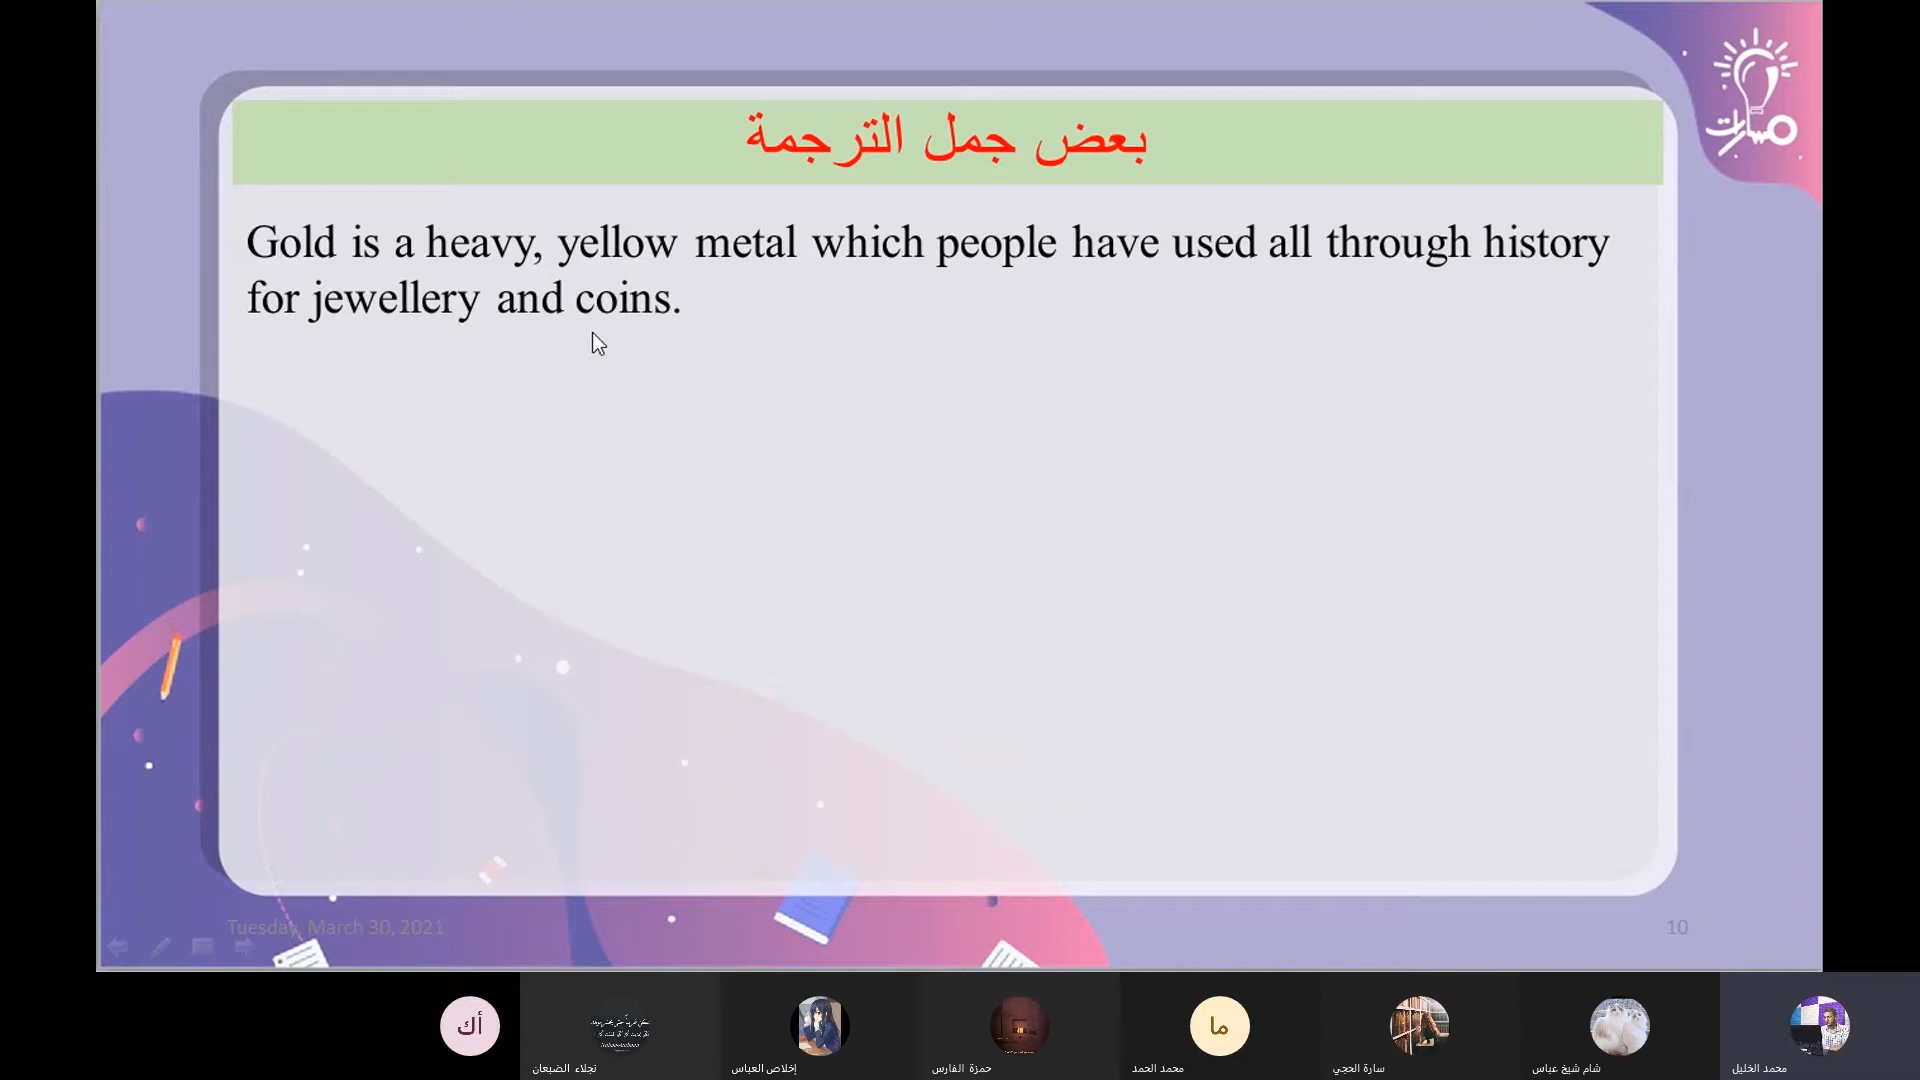 مسارات
بعض جمل الترجمة
Gold is a heavy, yellow metal which people have used all through history
for jewellery and coins.
Tuesday, March 30, 2021
10
أك
ما
نجلاء الضبعان
إخلاص العباس
حمزة الفارس
محمد الحمد
سارة الحجي
شام شيخ عباس
محمد الخليل